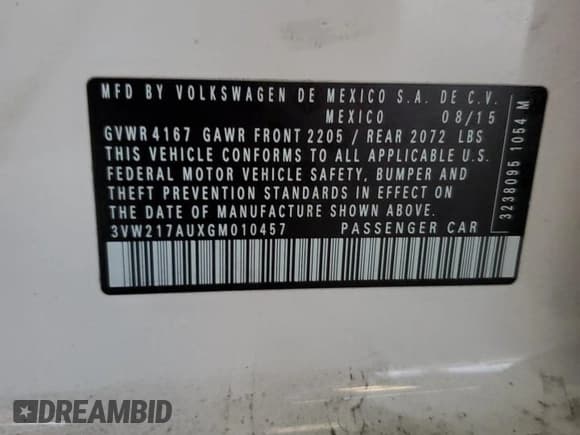 MFD BY VOLKSWAGEN DE MEXICO S.A. DE C.V.
MEXICO 08/15
GVWR 4167 GAWR FRONT 2205 / REAR 2072 LBS
THIS VEHICLE CONFORMS TO ALL APPLICABLE U.S.
FEDERAL MOTOR VEHICLE SAFETY, BUMPER AND
THEFT PREVENTION STANDARDS IN EFFECT ON
THE DATE OF MANUFACTURE SHOWN ABOVE.
3VW217AUXGM010457 PASSENGER CAR
3238095 1054 M
DREAMBID